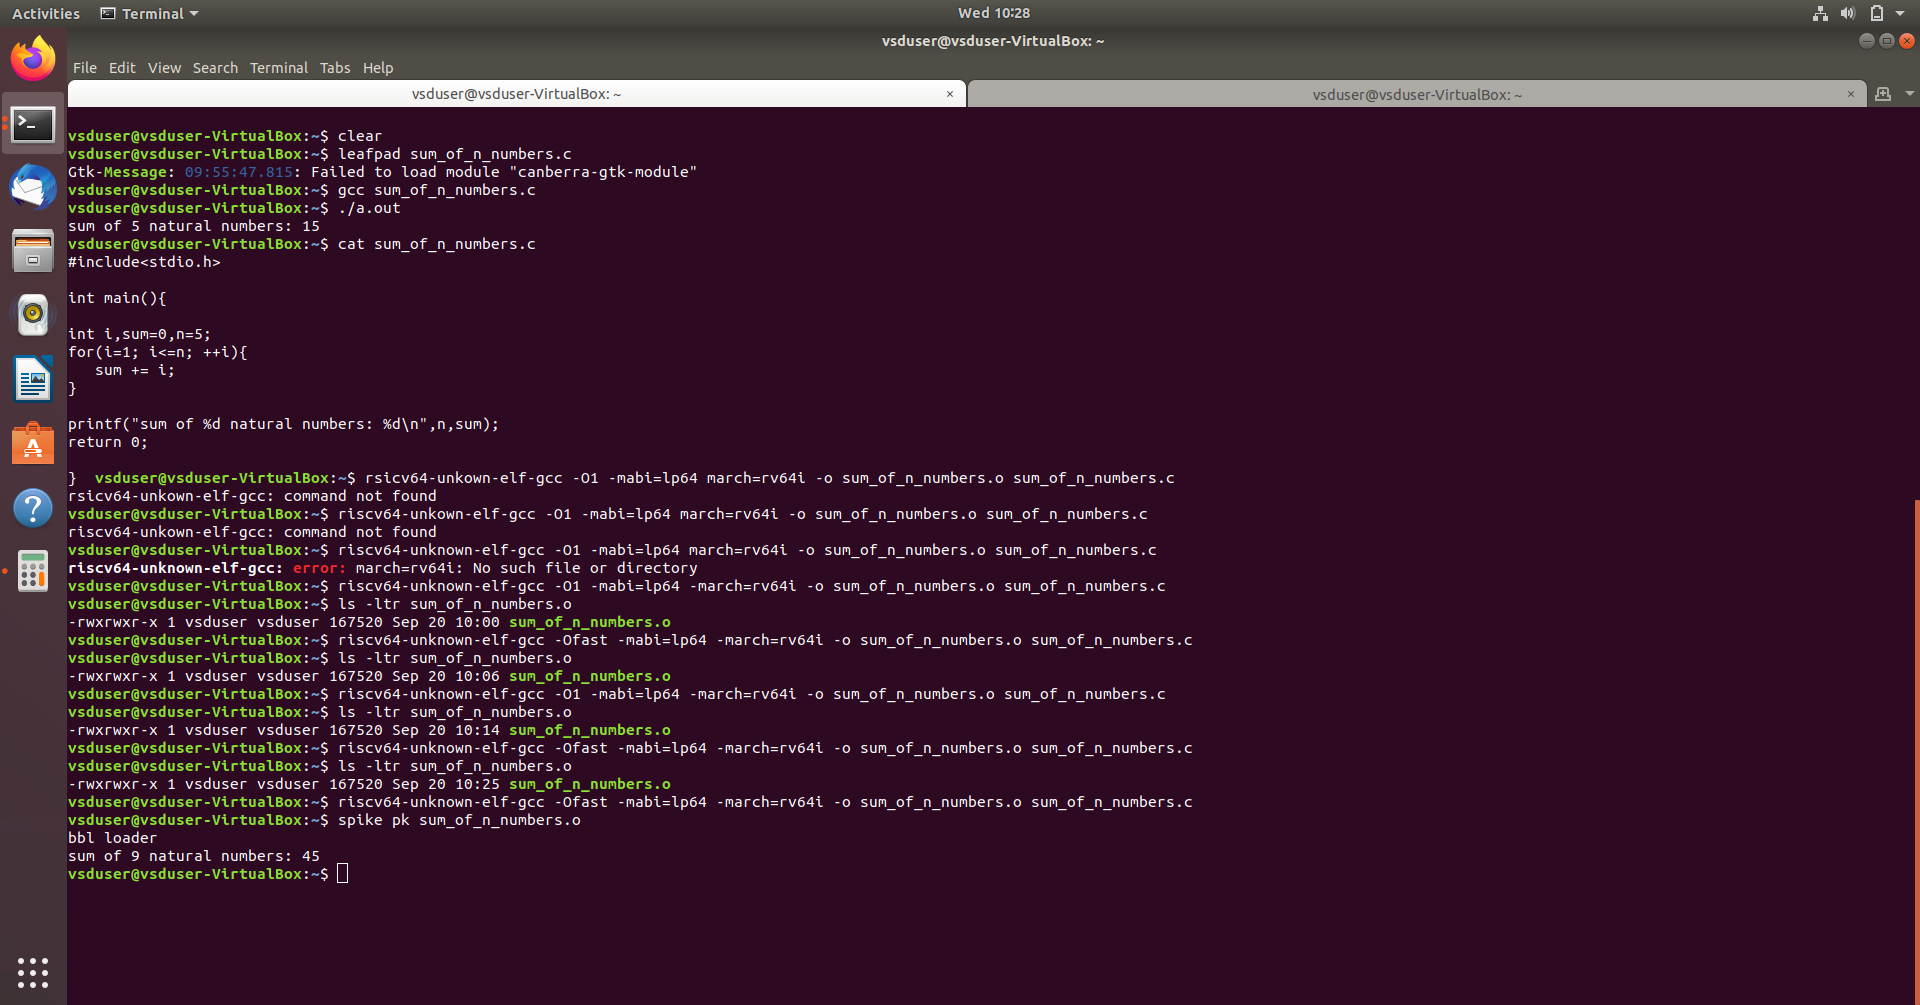 Activities Terminal Wed 10:28
vsduser@vsduser-VirtualBox: ~
File Edit View Search Terminal Tabs Help
vsduser@vsduser-VirtualBox: ~ × vsduser@vsduser-VirtualBox: ~ ×
vsduser@vsduser-VirtualBox:~$ clear
vsduser@vsduser-VirtualBox:~$ leafpad sum_of_n_numbers.c
Gtk-Message: 09:55:47.815: Failed to load module "canberra-gtk-module"
vsduser@vsduser-VirtualBox:~$ gcc sum_of_n_numbers.c
vsduser@vsduser-VirtualBox:~$ ./a.out
sum of 5 natural numbers: 15
vsduser@vsduser-VirtualBox:~$ cat sum_of_n_numbers.c
#include<stdio.h>
int main(){
int i,sum=0,n=5;
for(i=1; i<=n; ++i){
   sum += i;
}
printf("sum of %d natural numbers: %d\n",n,sum);
return 0;
}  vsduser@vsduser-VirtualBox:~$ rsicv64-unkown-elf-gcc -O1 -mabi=lp64 march=rv64i -o sum_of_n_numbers.o sum_of_n_numbers.c
rsicv64-unkown-elf-gcc: command not found
vsduser@vsduser-VirtualBox:~$ riscv64-unkown-elf-gcc -O1 -mabi=lp64 march=rv64i -o sum_of_n_numbers.o sum_of_n_numbers.c
riscv64-unkown-elf-gcc: command not found
vsduser@vsduser-VirtualBox:~$ riscv64-unknown-elf-gcc -O1 -mabi=lp64 march=rv64i -o sum_of_n_numbers.o sum_of_n_numbers.c
riscv64-unknown-elf-gcc: error: march=rv64i: No such file or directory
vsduser@vsduser-VirtualBox:~$ riscv64-unknown-elf-gcc -O1 -mabi=lp64 -march=rv64i -o sum_of_n_numbers.o sum_of_n_numbers.c
vsduser@vsduser-VirtualBox:~$ ls -ltr sum_of_n_numbers.o
-rwxrwxr-x 1 vsduser vsduser 167520 Sep 20 10:00 sum_of_n_numbers.o
vsduser@vsduser-VirtualBox:~$ riscv64-unknown-elf-gcc -Ofast -mabi=lp64 -march=rv64i -o sum_of_n_numbers.o sum_of_n_numbers.c
vsduser@vsduser-VirtualBox:~$ ls -ltr sum_of_n_numbers.o
-rwxrwxr-x 1 vsduser vsduser 167520 Sep 20 10:06 sum_of_n_numbers.o
vsduser@vsduser-VirtualBox:~$ riscv64-unknown-elf-gcc -O1 -mabi=lp64 -march=rv64i -o sum_of_n_numbers.o sum_of_n_numbers.c
vsduser@vsduser-VirtualBox:~$ ls -ltr sum_of_n_numbers.o
-rwxrwxr-x 1 vsduser vsduser 167520 Sep 20 10:14 sum_of_n_numbers.o
vsduser@vsduser-VirtualBox:~$ riscv64-unknown-elf-gcc -Ofast -mabi=lp64 -march=rv64i -o sum_of_n_numbers.o sum_of_n_numbers.c
vsduser@vsduser-VirtualBox:~$ ls -ltr sum_of_n_numbers.o
-rwxrwxr-x 1 vsduser vsduser 167520 Sep 20 10:25 sum_of_n_numbers.o
vsduser@vsduser-VirtualBox:~$ riscv64-unknown-elf-gcc -Ofast -mabi=lp64 -march=rv64i -o sum_of_n_numbers.o sum_of_n_numbers.c
vsduser@vsduser-VirtualBox:~$ spike pk sum_of_n_numbers.o
bbl loader
sum of 9 natural numbers: 45
vsduser@vsduser-VirtualBox:~$